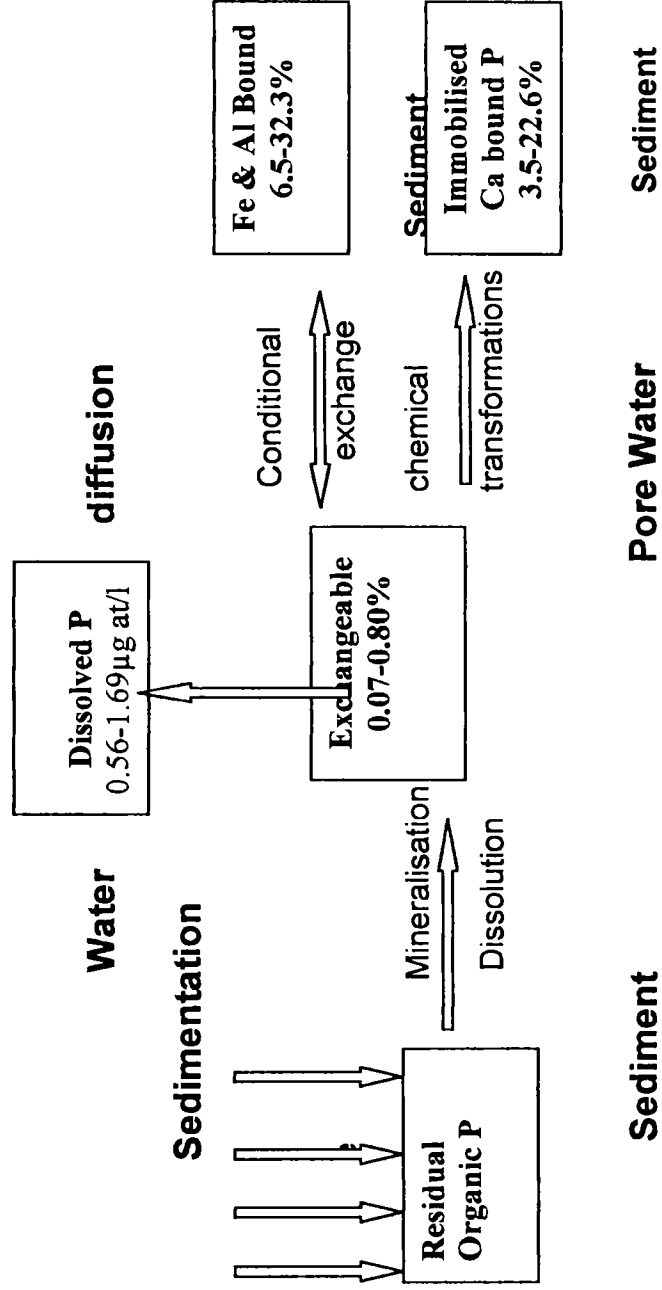 Water
diffusion
Dissolved P
0.56-1.69µg at/l
Sedimentation
Residual
Organic P
Mineralisation
Dissolution
Exchangeable
0.07-0.80%
Conditional
exchange
chemical
transformations
Fe & Al Bound
6.5-32.3%
Sediment
Immobilised
Ca bound P
3.5-22.6%
Sediment
Pore Water
Sediment